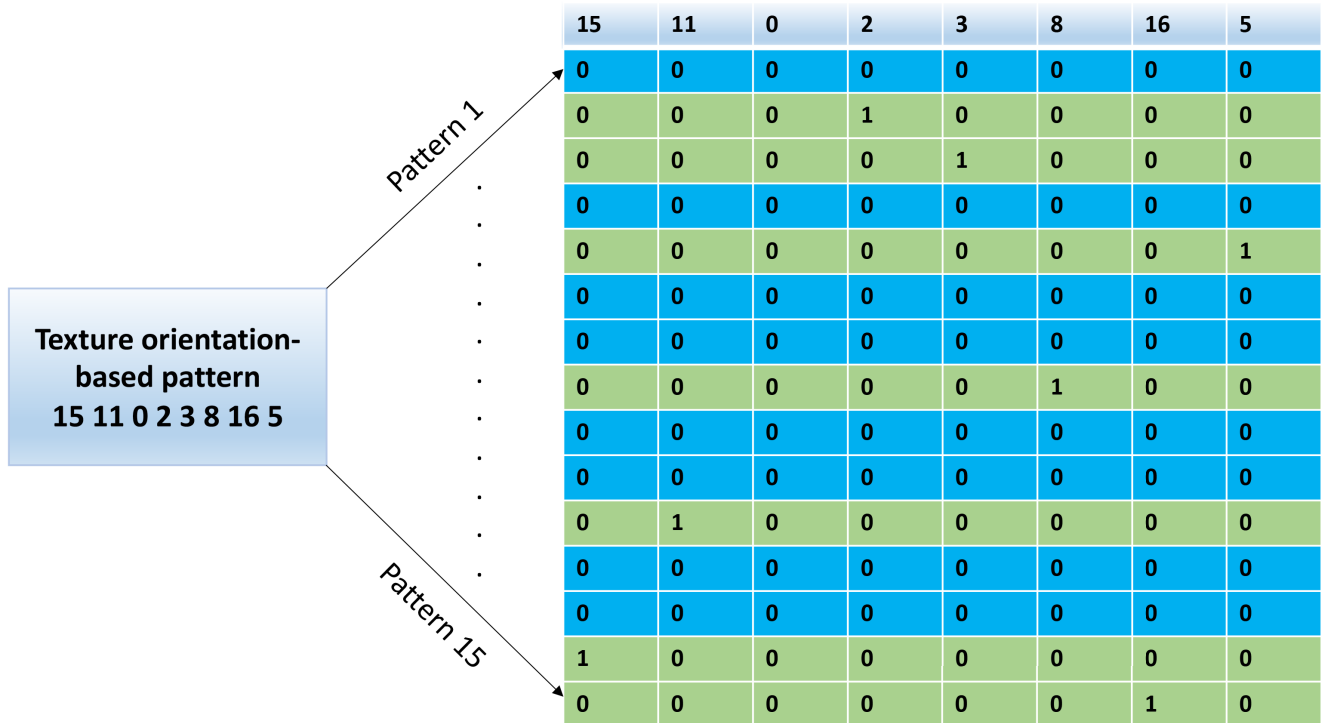 15 11 0 2 3 8 16 5
0 0 0 0 0 0 0 0
0 0 0 1 0 0 0 0
0 0 0 0 1 0 0 0
0 0 0 0 0 0 0 0
0 0 0 0 0 0 0 1
0 0 0 0 0 0 0 0
0 0 0 0 0 0 0 0
0 0 0 0 0 1 0 0
0 0 0 0 0 0 0 0
0 0 0 0 0 0 0 0
0 1 0 0 0 0 0 0
0 0 0 0 0 0 0 0
0 0 0 0 0 0 0 0
1 0 0 0 0 0 0 0
0 0 0 0 0 0 1 0
Pattern 1
Texture orientation-
based pattern
15 11 0 2 3 8 16 5
Pattern 15